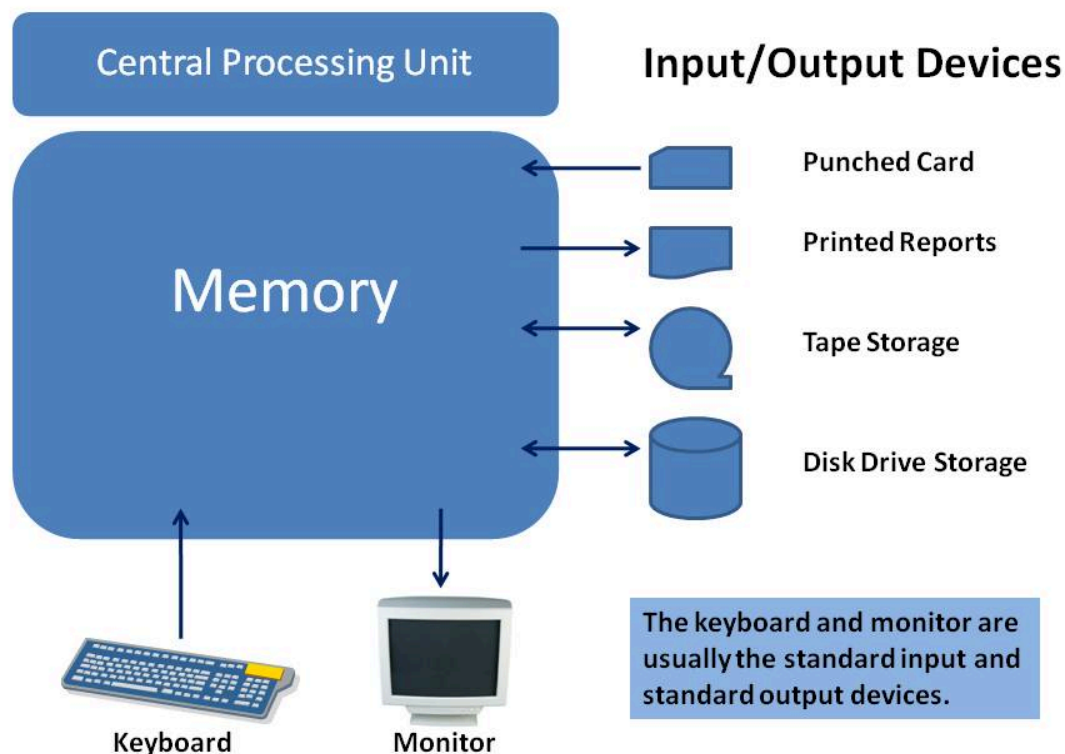 Central Processing Unit
Input/Output Devices
Memory
Punched Card
Printed Reports
Tape Storage
Disk Drive Storage
The keyboard and monitor are
usually the standard input and
standard output devices.
Keyboard
Monitor